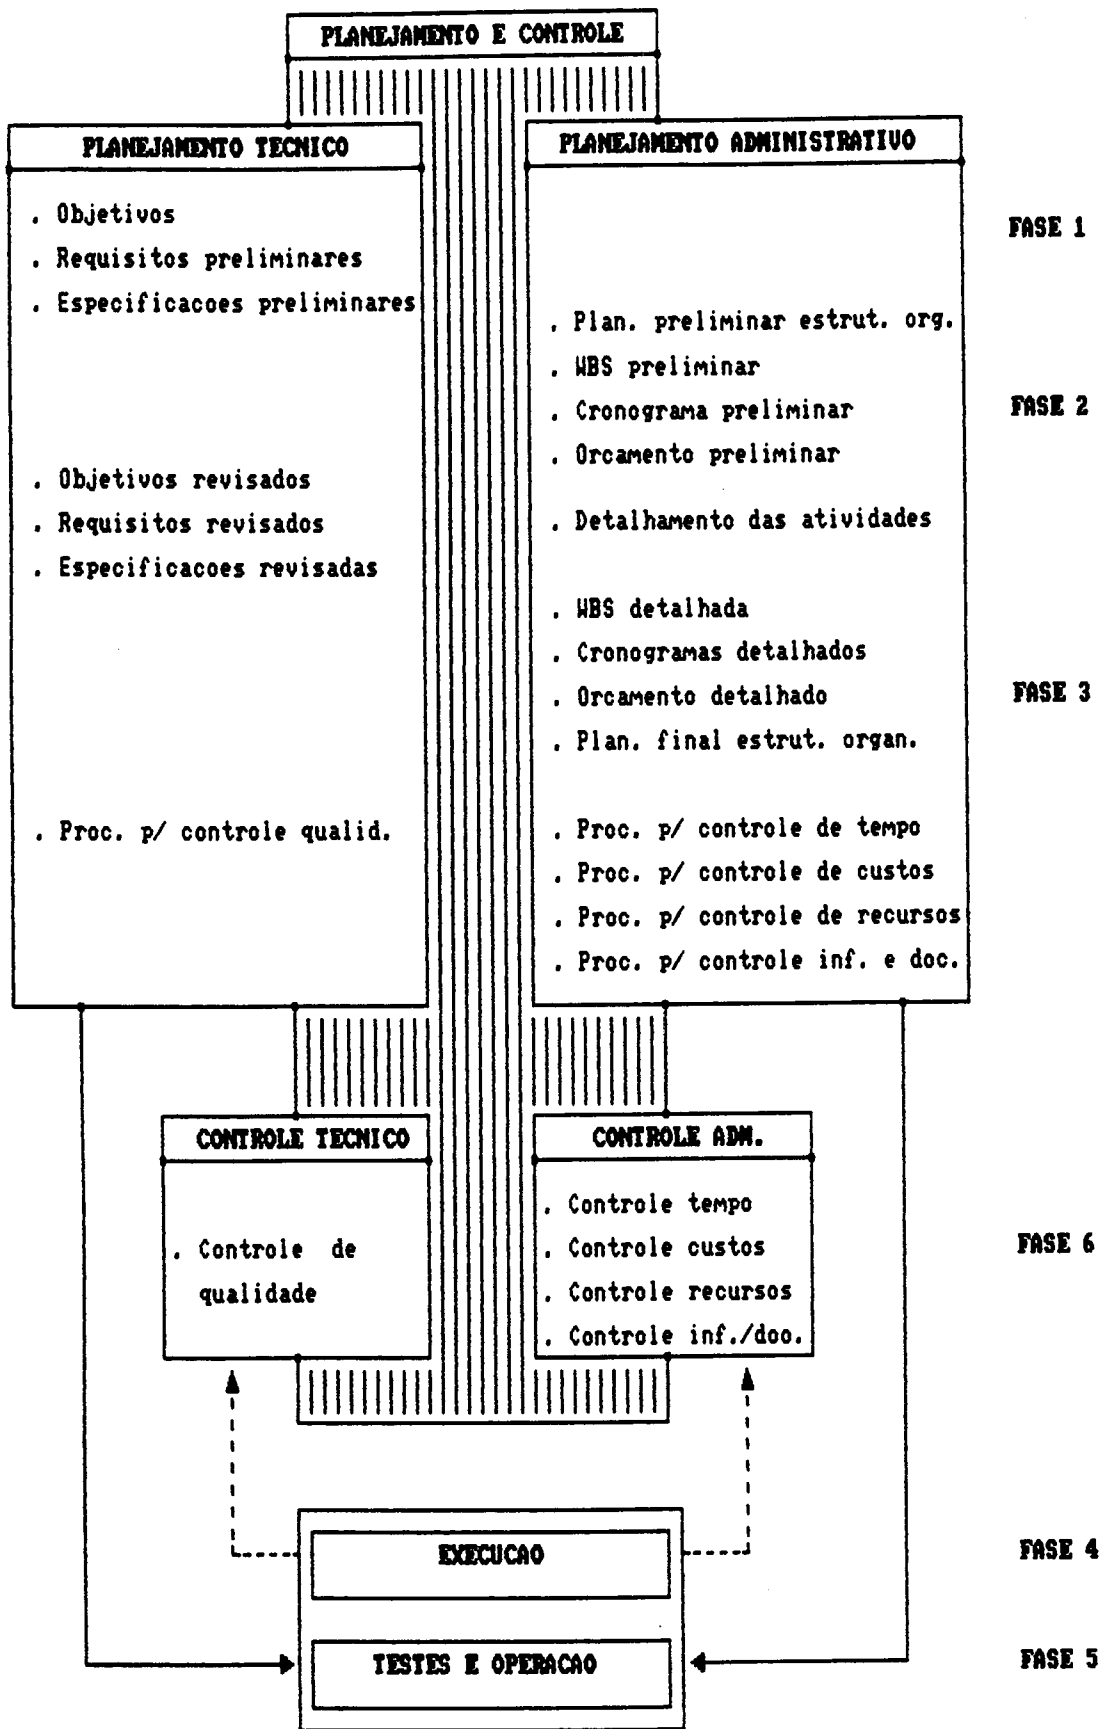 PLANEJAMENTO E CONTROLE
PLANEJAMENTO TECNICO
. Objetivos
. Requisitos preliminares
. Especificacoes preliminares
. Objetivos revisados
. Requisitos revisados
. Especificacoes revisadas
. Proc. p/ controle qualid.
PLANEJAMENTO ADMINISTRATIVO
. Plan. preliminar estrut. org.
. WBS preliminar
. Cronograma preliminar
. Orcamento preliminar
. Detalhamento das atividades
. WBS detalhada
. Cronogramas detalhados
. Orcamento detalhado
. Plan. final estrut. organ.
. Proc. p/ controle de tempo
. Proc. p/ controle de custos
. Proc. p/ controle de recursos
. Proc. p/ controle inf. e doc.
FASE 1
FASE 2
FASE 3
CONTROLE TECNICO
. Controle de
qualidade
CONTROLE ADM.
. Controle tempo
. Controle custos
. Controle recursos
. Controle inf./doc.
FASE 6
EXECUCAO
FASE 4
TESTES E OPERACAO
FASE 5